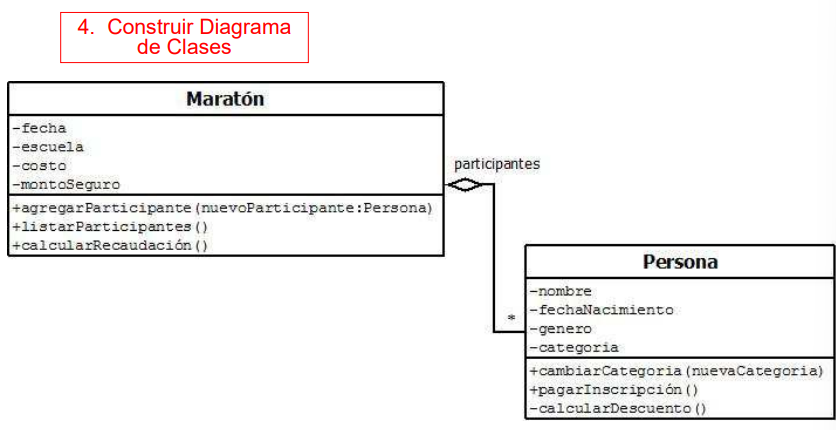 4. Construir Diagrama
de Clases
Maratón
-fecha
-escuela
-costo
-montoSeguro
+agregarParticipante(nuevoParticipante:Persona)
+listarParticipantes()
+calcularRecaudación()
participantes
*
Persona
-nombre
-fechaNacimiento
-genero
-categoria
+cambiarCategoria(nuevaCategoria)
+pagarInscripción()
-calcularDescuento()